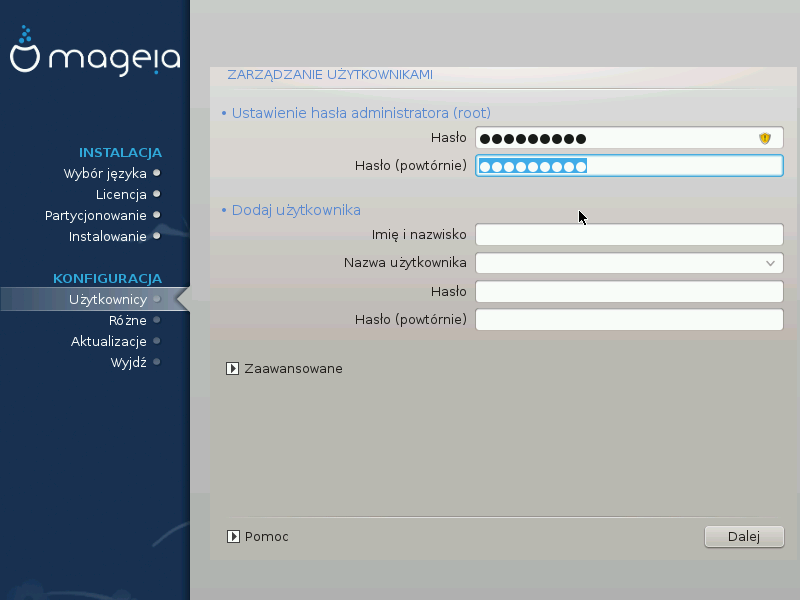 mageia
INSTALACJA
Wybór języka
Licencja
Partycjonowanie
Instalowanie
KONFIGURACJA
Użytkownicy
Różne
Aktualizacje
Wyjdź
ZARZĄDZANIE UŻYTKOWNIKAMI
• Ustawienie hasła administratora (root)
Hasło
Hasło (powtórnie)
• Dodaj użytkownika
Imię i nazwisko
Nazwa użytkownika
Hasło
Hasło (powtórnie)
Zaawansowane
Pomoc
Dalej